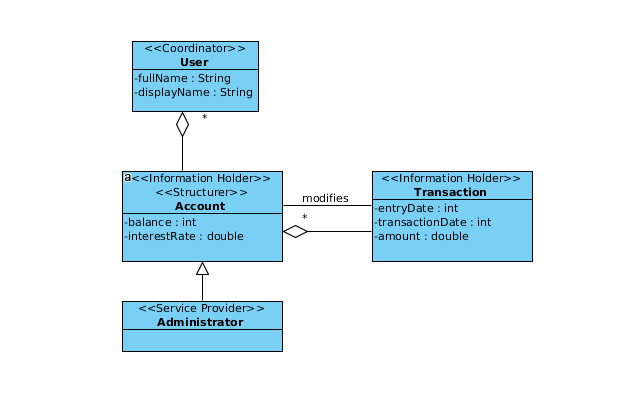 <<Coordinator>>
User
-fullName : String
-displayName : String
*
a<<Information Holder>>
<<Structurer>>
Account
-balance : int
-interestRate : double
modifies
*
<<Information Holder>>
Transaction
-entryDate : int
-transactionDate : int
-amount : double
<<Service Provider>>
Administrator